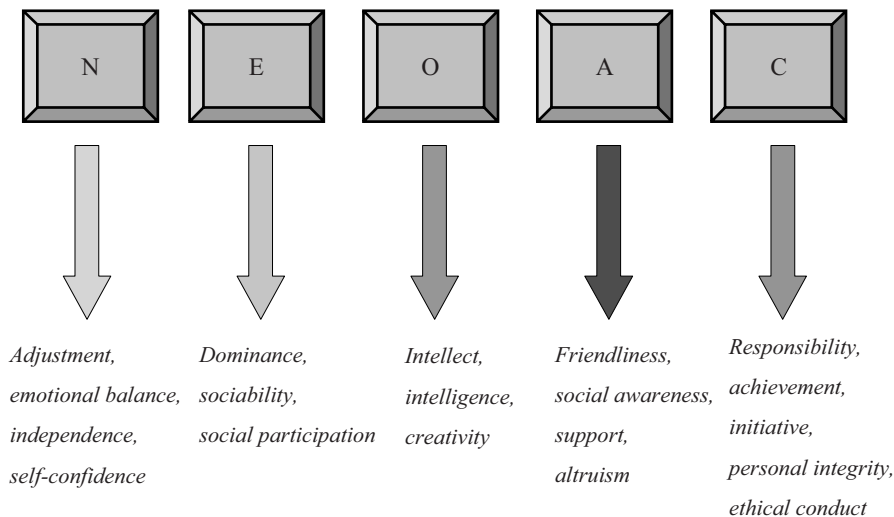 N
E
O
A
C
Adjustment,
emotional balance,
independence,
self-confidence
Dominance,
sociability,
social participation
Intellect,
intelligence,
creativity
Friendliness,
social awareness,
support,
altruism
Responsibility,
achievement,
initiative,
personal integrity,
ethical conduct